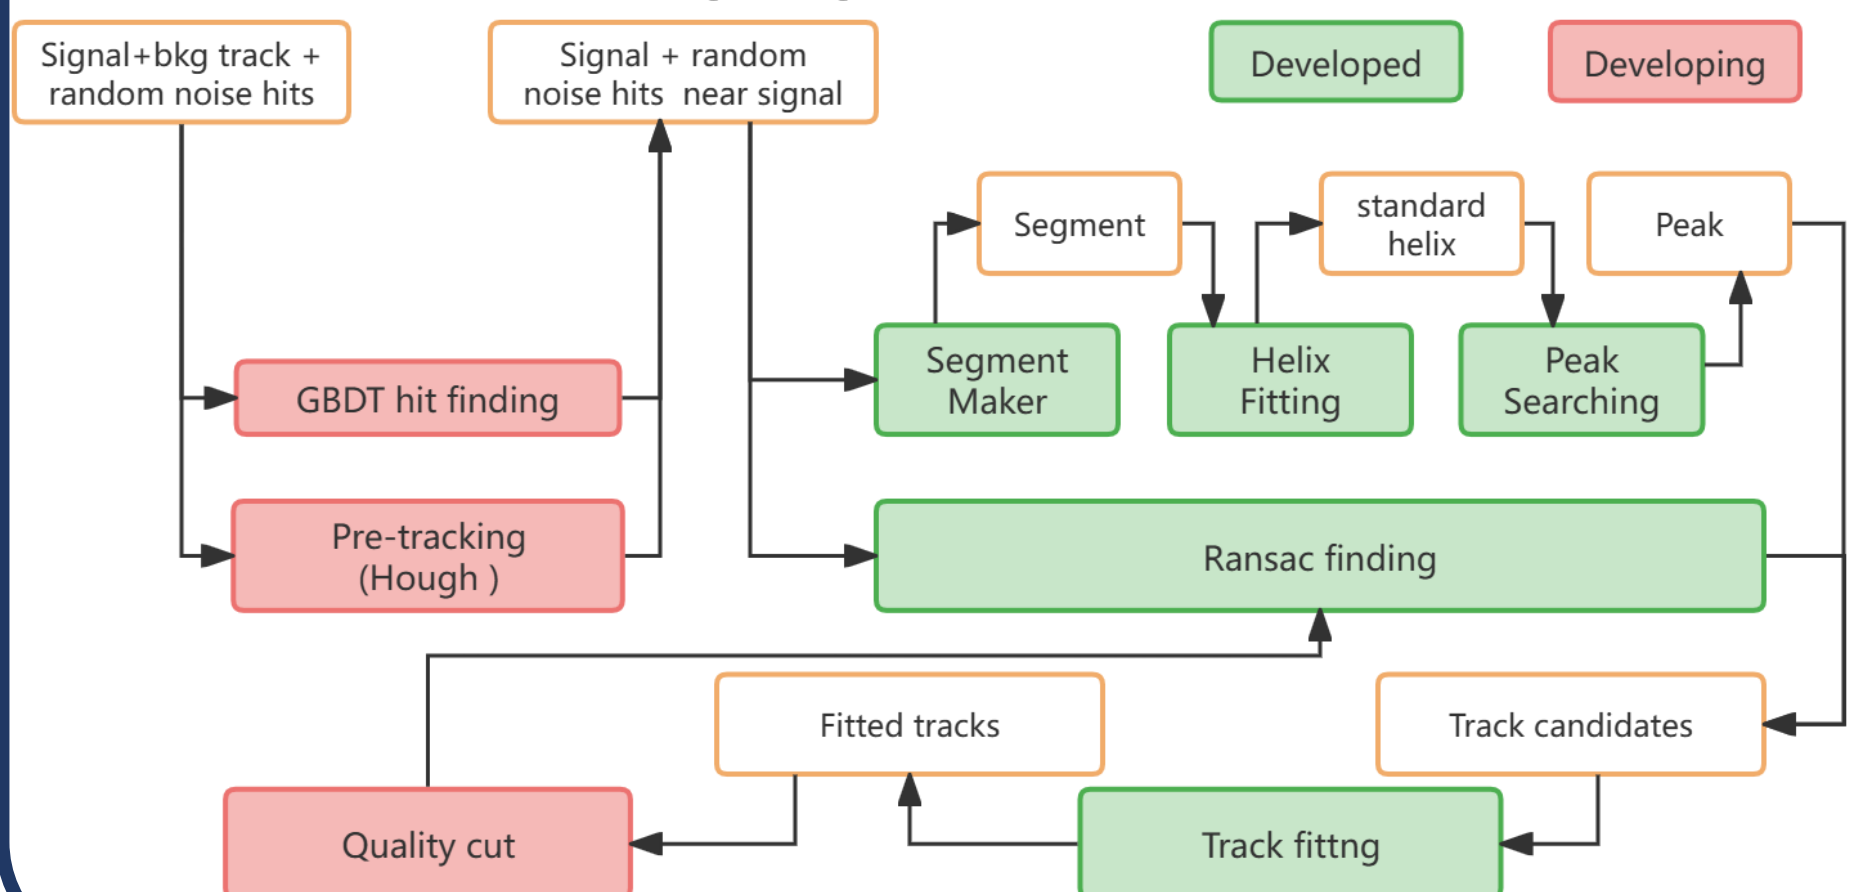 Signal+bkg track +
random noise hits
Signal + random
noise hits near signal
Developed
Developing
Segment
standard
helix
Peak
Segment
Maker
Helix
Fitting
Peak
Searching
GBDT hit finding
Pre-tracking
(Hough )
Ransac finding
Fitted tracks
Track candidates
Quality cut
Track fittng